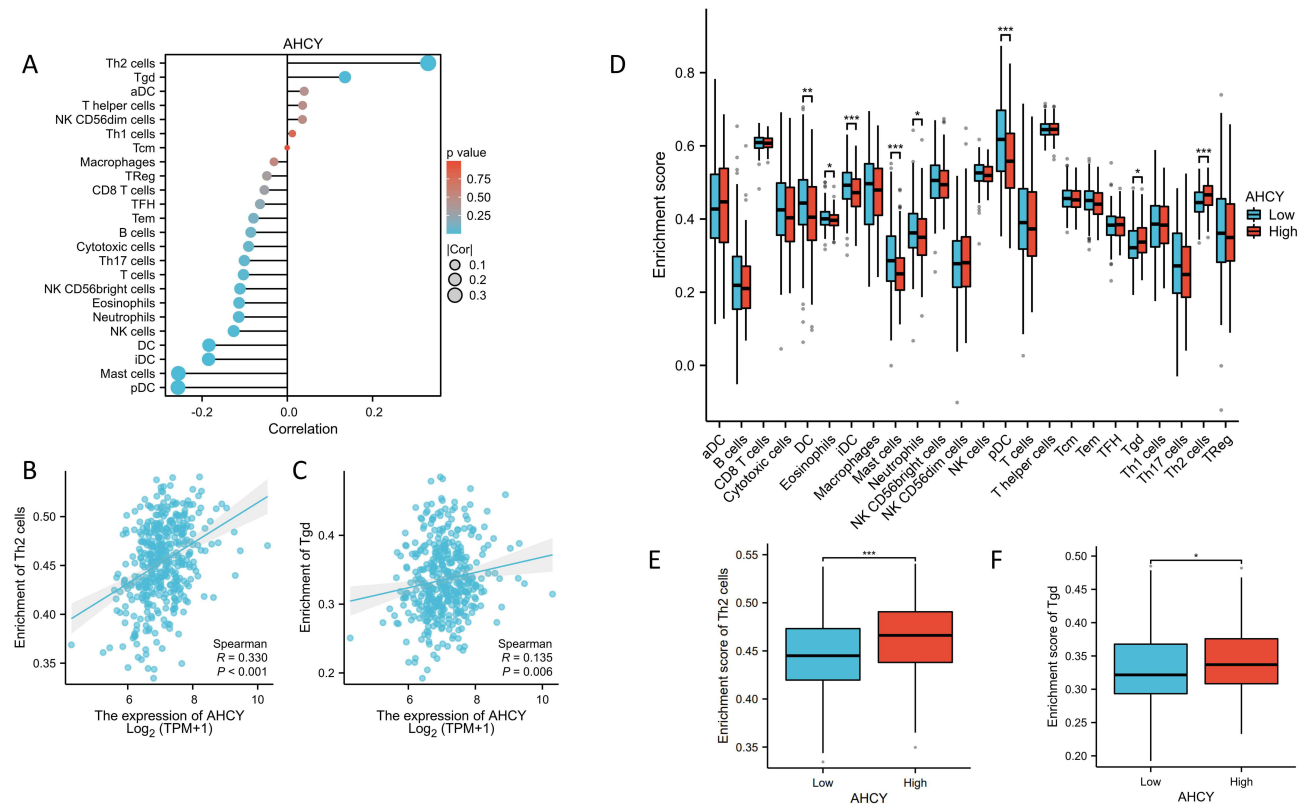 A
AHCY
Th2 cells
Tgd
aDC
T helper cells
NK CD56dim cells
Th1 cells
Tcm
Macrophages
TReg
CD8 T cells
TFH
Tem
B cells
Cytotoxic cells
Th17 cells
T cells
NK CD56bright cells
Eosinophils
Neutrophils
NK cells
DC
iDC
Mast cells
pDC
-0.2
0.0
0.2
Correlation
p value
0.75
0.50
0.25
|Cor|
0.1
0.2
0.3
B
Enrichment of Th2 cells
0.50
0.45
0.40
0.35
Spearman
R = 0.330
P < 0.001
6
8
10
The expression of AHCY
Log2 (TPM+1)
C
Enrichment of Tgd
0.4
0.3
0.2
Spearman
R = 0.135
P = 0.006
6
8
10
The expression of AHCY
Log2 (TPM+1)
D
Enrichment score
0.8
0.6
0.4
0.2
0.0
**
*
***
***
*
***
*
***
aDC
B cells
CD8 T cells
Cytotoxic cells
DC
Eosinophils
iDC
Macrophages
Mast cells
Neutrophils
NK CD56bright cells
NK CD56dim cells
NK cells
pDC
T cells
T helper cells
Tcm
Tem
TFH
Tgd
Th1 cells
Th17 cells
Th2 cells
TReg
AHCY
Low
High
E
Enrichment score of Th2 cells
0.55
0.50
0.45
0.40
0.35
***
Low
High
AHCY
F
Enrichment score of Tgd
0.50
0.45
0.40
0.35
0.30
0.25
0.20
*
Low
High
AHCY